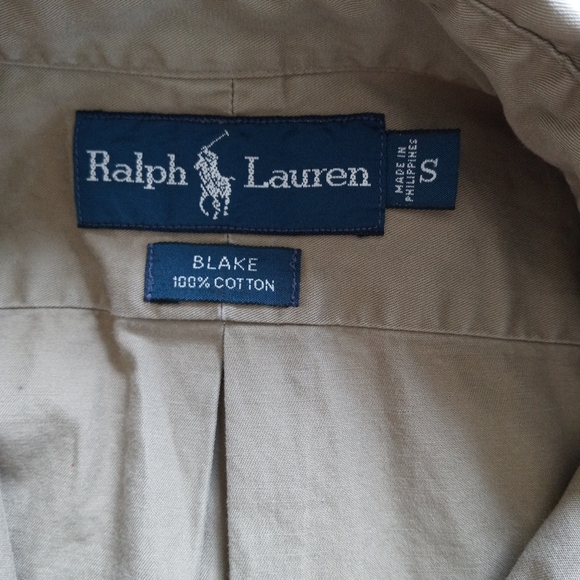 Ralph Lauren
MADE IN
PHILIPPINES
S
BLAKE
100% COTTON